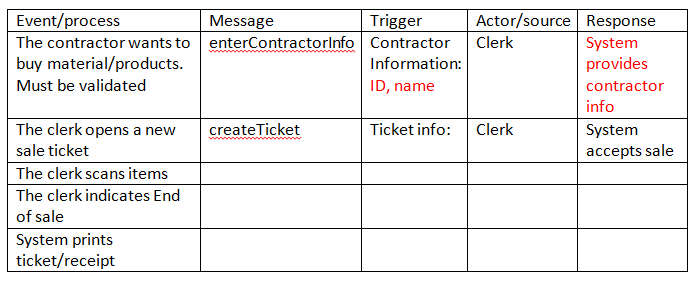 Event/process Message Trigger Actor/source Response
The contractor wants to enterContractorInfo Contractor Clerk System
buy material/products. Information: provides
Must be validated ID, name contractor
info
The clerk opens a new createTicket Ticket info: Clerk System
sale ticket accepts sale
The clerk scans items
The clerk indicates End
of sale
System prints
ticket/receipt